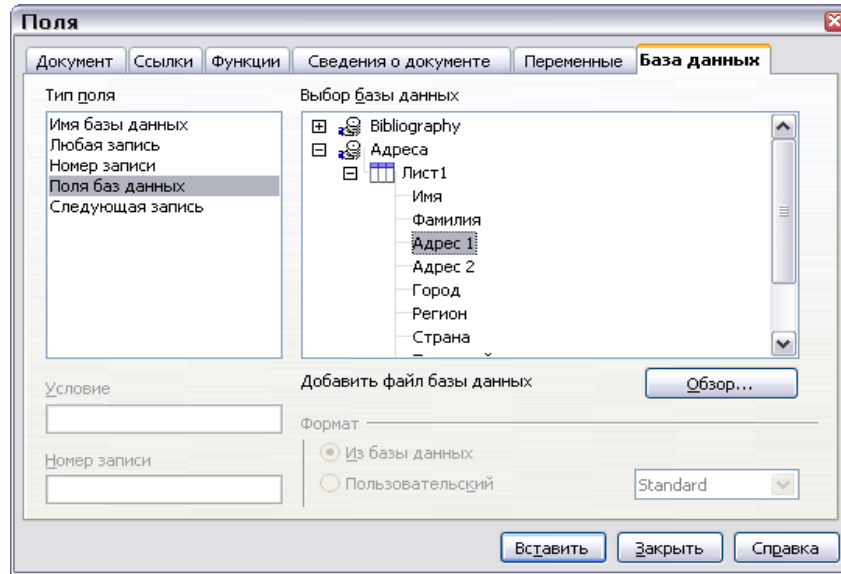 Поля
Документ Ссылки Функции Сведения о документе Переменные База данных
Тип поля
Имя базы данных
Любая запись
Номер записи
Поля баз данных
Следующая запись
Выбор базы данных
Bibliography
Адреса
Лист1
Имя
Фамилия
Адрес 1
Адрес 2
Город
Регион
Страна
Условие
Номер записи
Добавить файл базы данных
Обзор...
Формат
Из базы данных
Пользовательский
Standard
Вставить Закрыть Справка